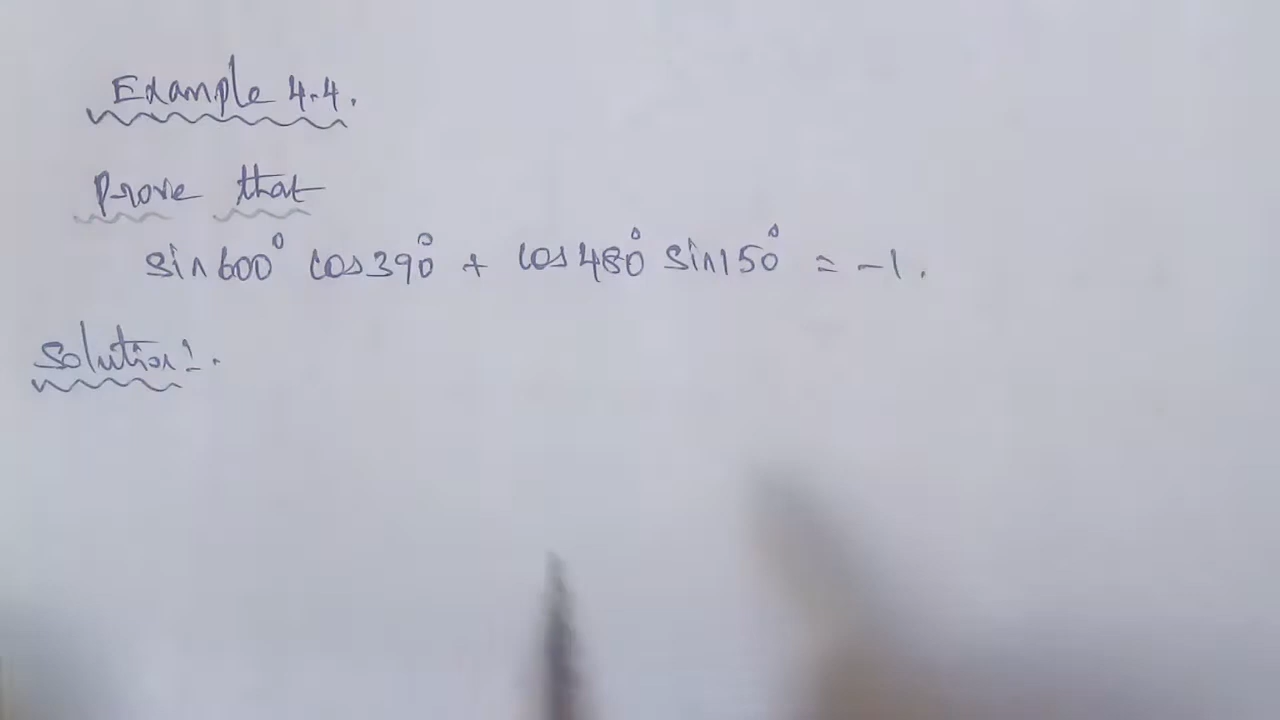 Example 4.4.
Prove that
sin600° cos390° + cos480° sin150° = -1.
Solution:.